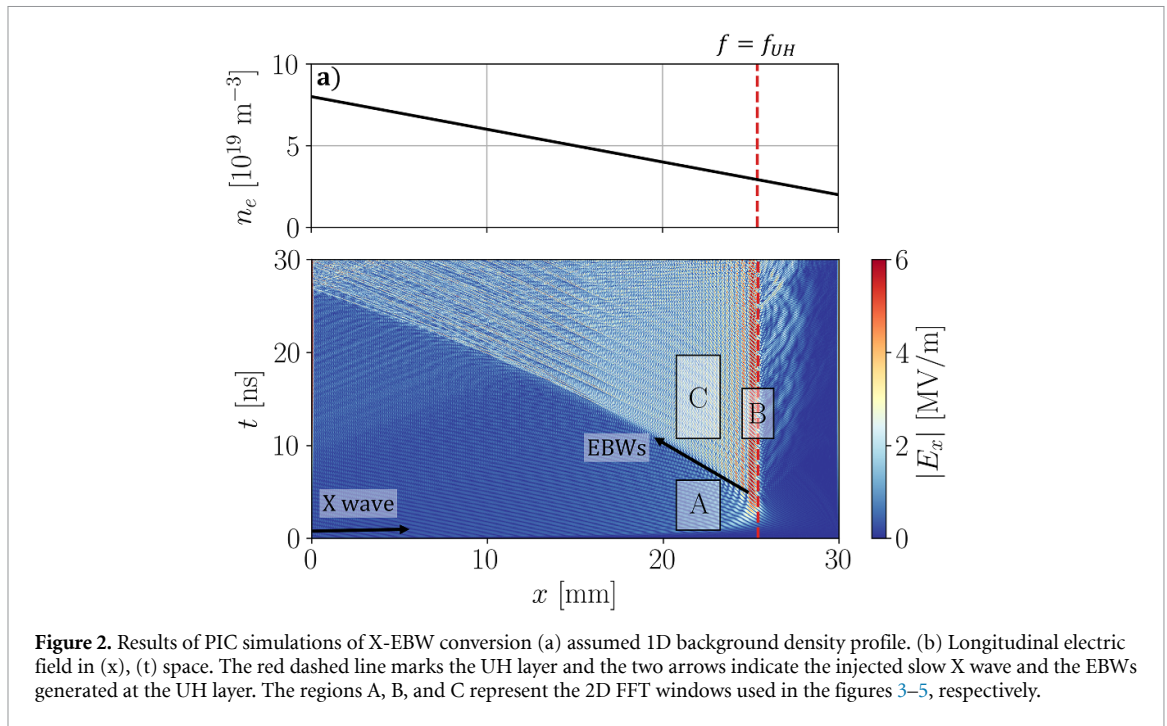 f = f_{UH}
a)
10
5
0
n_e [10^{19} m^{-3}]
30
20
10
0
t [ns]
C
B
EBWs
A
X wave
0
10
20
30
x [mm]
6
4
2
0
|E_x| [MV/m]
Figure 2. Results of PIC simulations of X-EBW conversion (a) assumed 1D background density profile. (b) Longitudinal electric
field in (x), (t) space. The red dashed line marks the UH layer and the two arrows indicate the injected slow X wave and the EBWs
generated at the UH layer. The regions A, B, and C represent the 2D FFT windows used in the figures 3–5, respectively.